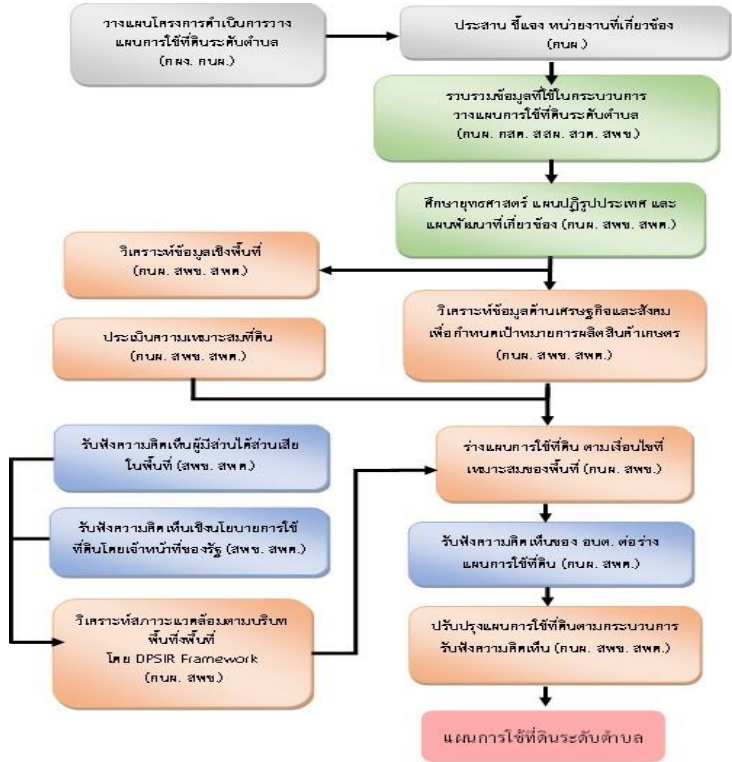 วางแผนโครงการดำเนินการวาง
แผนการใช้ที่ดินระดับตำบล
(กผง. กนผ.)
ประสาน ชี้แจง หน่วยงานที่เกี่ยวข้อง
(กนผ.)
รวบรวมข้อมูลที่ใช้ในกระบวนการ
วางแผนการใช้ที่ดินระดับตำบล
(กนผ. กสด. สสผ. สวด. สพข.)
ศึกษายุทธศาสตร์ แผนปฏิรูปประเทศ และ
แผนพัฒนาที่เกี่ยวข้อง (กนผ. สพข. สพด.)
วิเคราะห์ข้อมูลเชิงพื้นที่
(กนผ. สพข. สพด.)
วิเคราะห์ข้อมูลด้านเศรษฐกิจและสังคม
เพื่อกำหนดเป้าหมายการผลิตสินค้าเกษตร
(กนผ. สพข. สพด.)
ประเมินความเหมาะสมที่ดิน
(กนผ. สพข. สพด.)
รับฟังความคิดเห็นผู้มีส่วนได้ส่วนเสีย
ในพื้นที่ (สพข. สพด.)
ร่างแผนการใช้ที่ดิน ตามเงื่อนไขที่
เหมาะสมของพื้นที่ (กนผ. สพข.)
รับฟังความคิดเห็นเชิงนโยบายการใช้
ที่ดินโดยเจ้าหน้าที่ของรัฐ (สพข. สพด.)
รับฟังความคิดเห็นของ อบต. ต่อร่าง
แผนการใช้ที่ดิน (กนผ. สพด.)
วิเคราะห์สภาวะแวดล้อมตามบริบท
พื้นที่งพื้นที่
โดย DPSIR Framework
(กนผ. สพข.)
ปรับปรุงแผนการใช้ที่ดินตามกระบวนการ
รับฟังความคิดเห็น (กนผ. สพข. สพด.)
แผนการใช้ที่ดินระดับตำบล